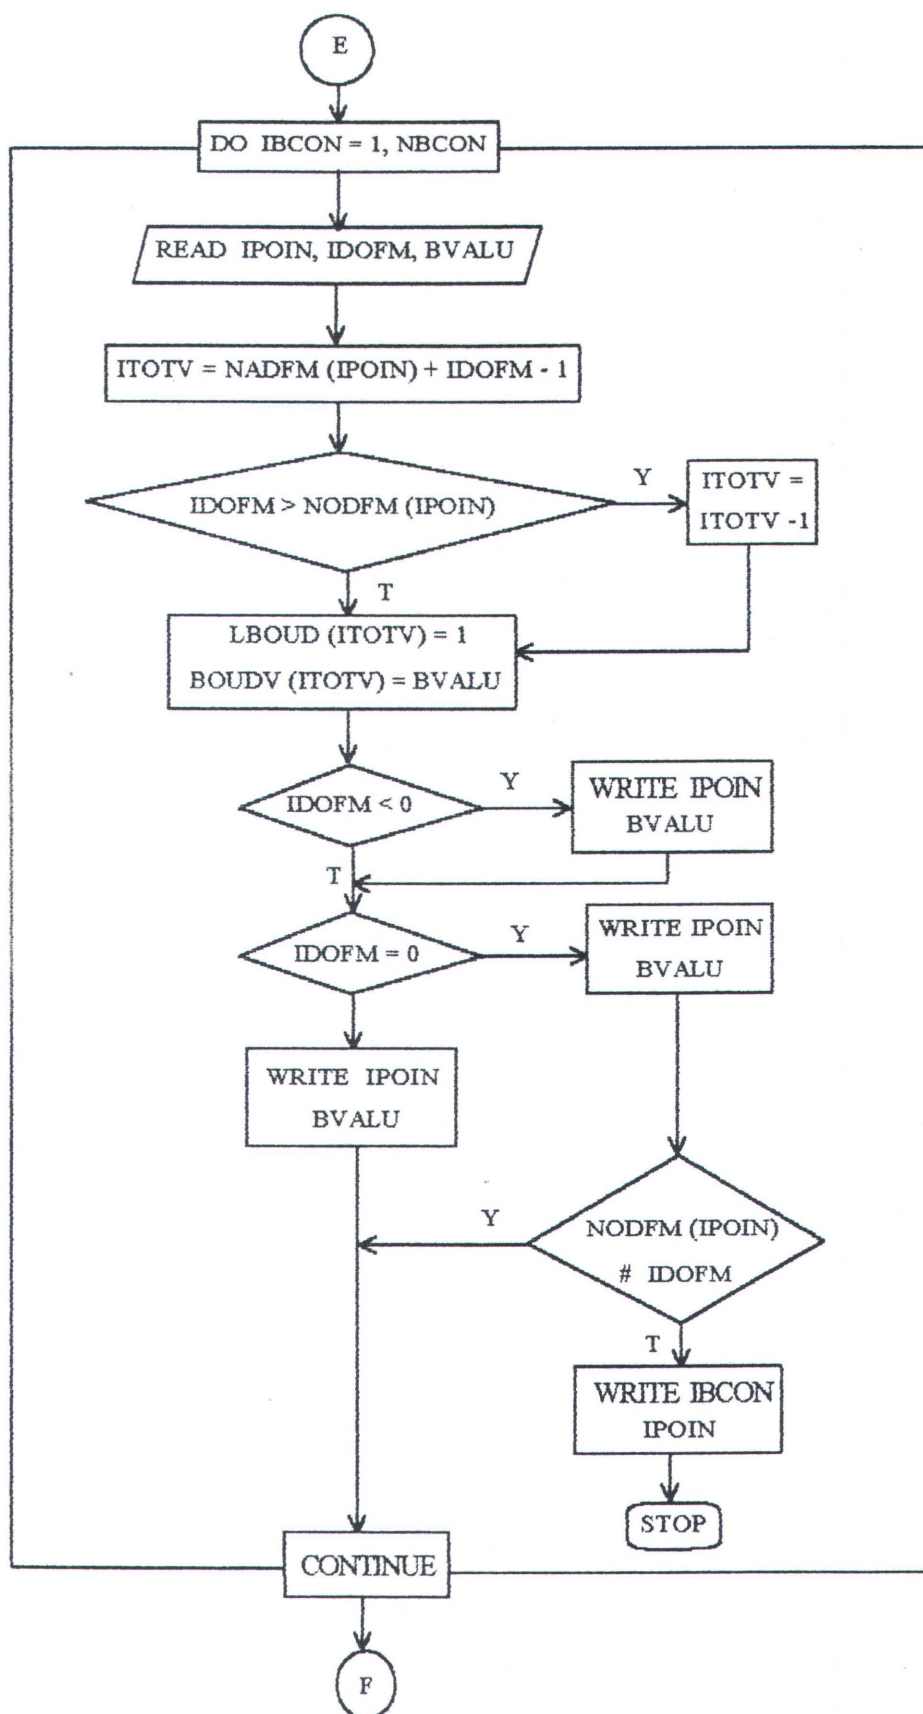 E
DO IBCON = 1, NBCON
READ IPOIN, IDOFM, BVALU
ITOTV = NADFM (IPOIN) + IDOFM - 1
IDOFM > NODFM (IPOIN)
Y
ITOTV =
ITOTV -1
T
LBOUD (ITOTV) = 1
BOUDV (ITOTV) = BVALU
IDOFM < 0
Y
WRITE IPOIN
BVALU
T
IDOFM = 0
Y
WRITE IPOIN
BVALU
WRITE IPOIN
BVALU
Y
NODFM (IPOIN)
# IDOFM
T
WRITE IBCON
IPOIN
STOP
CONTINUE
F